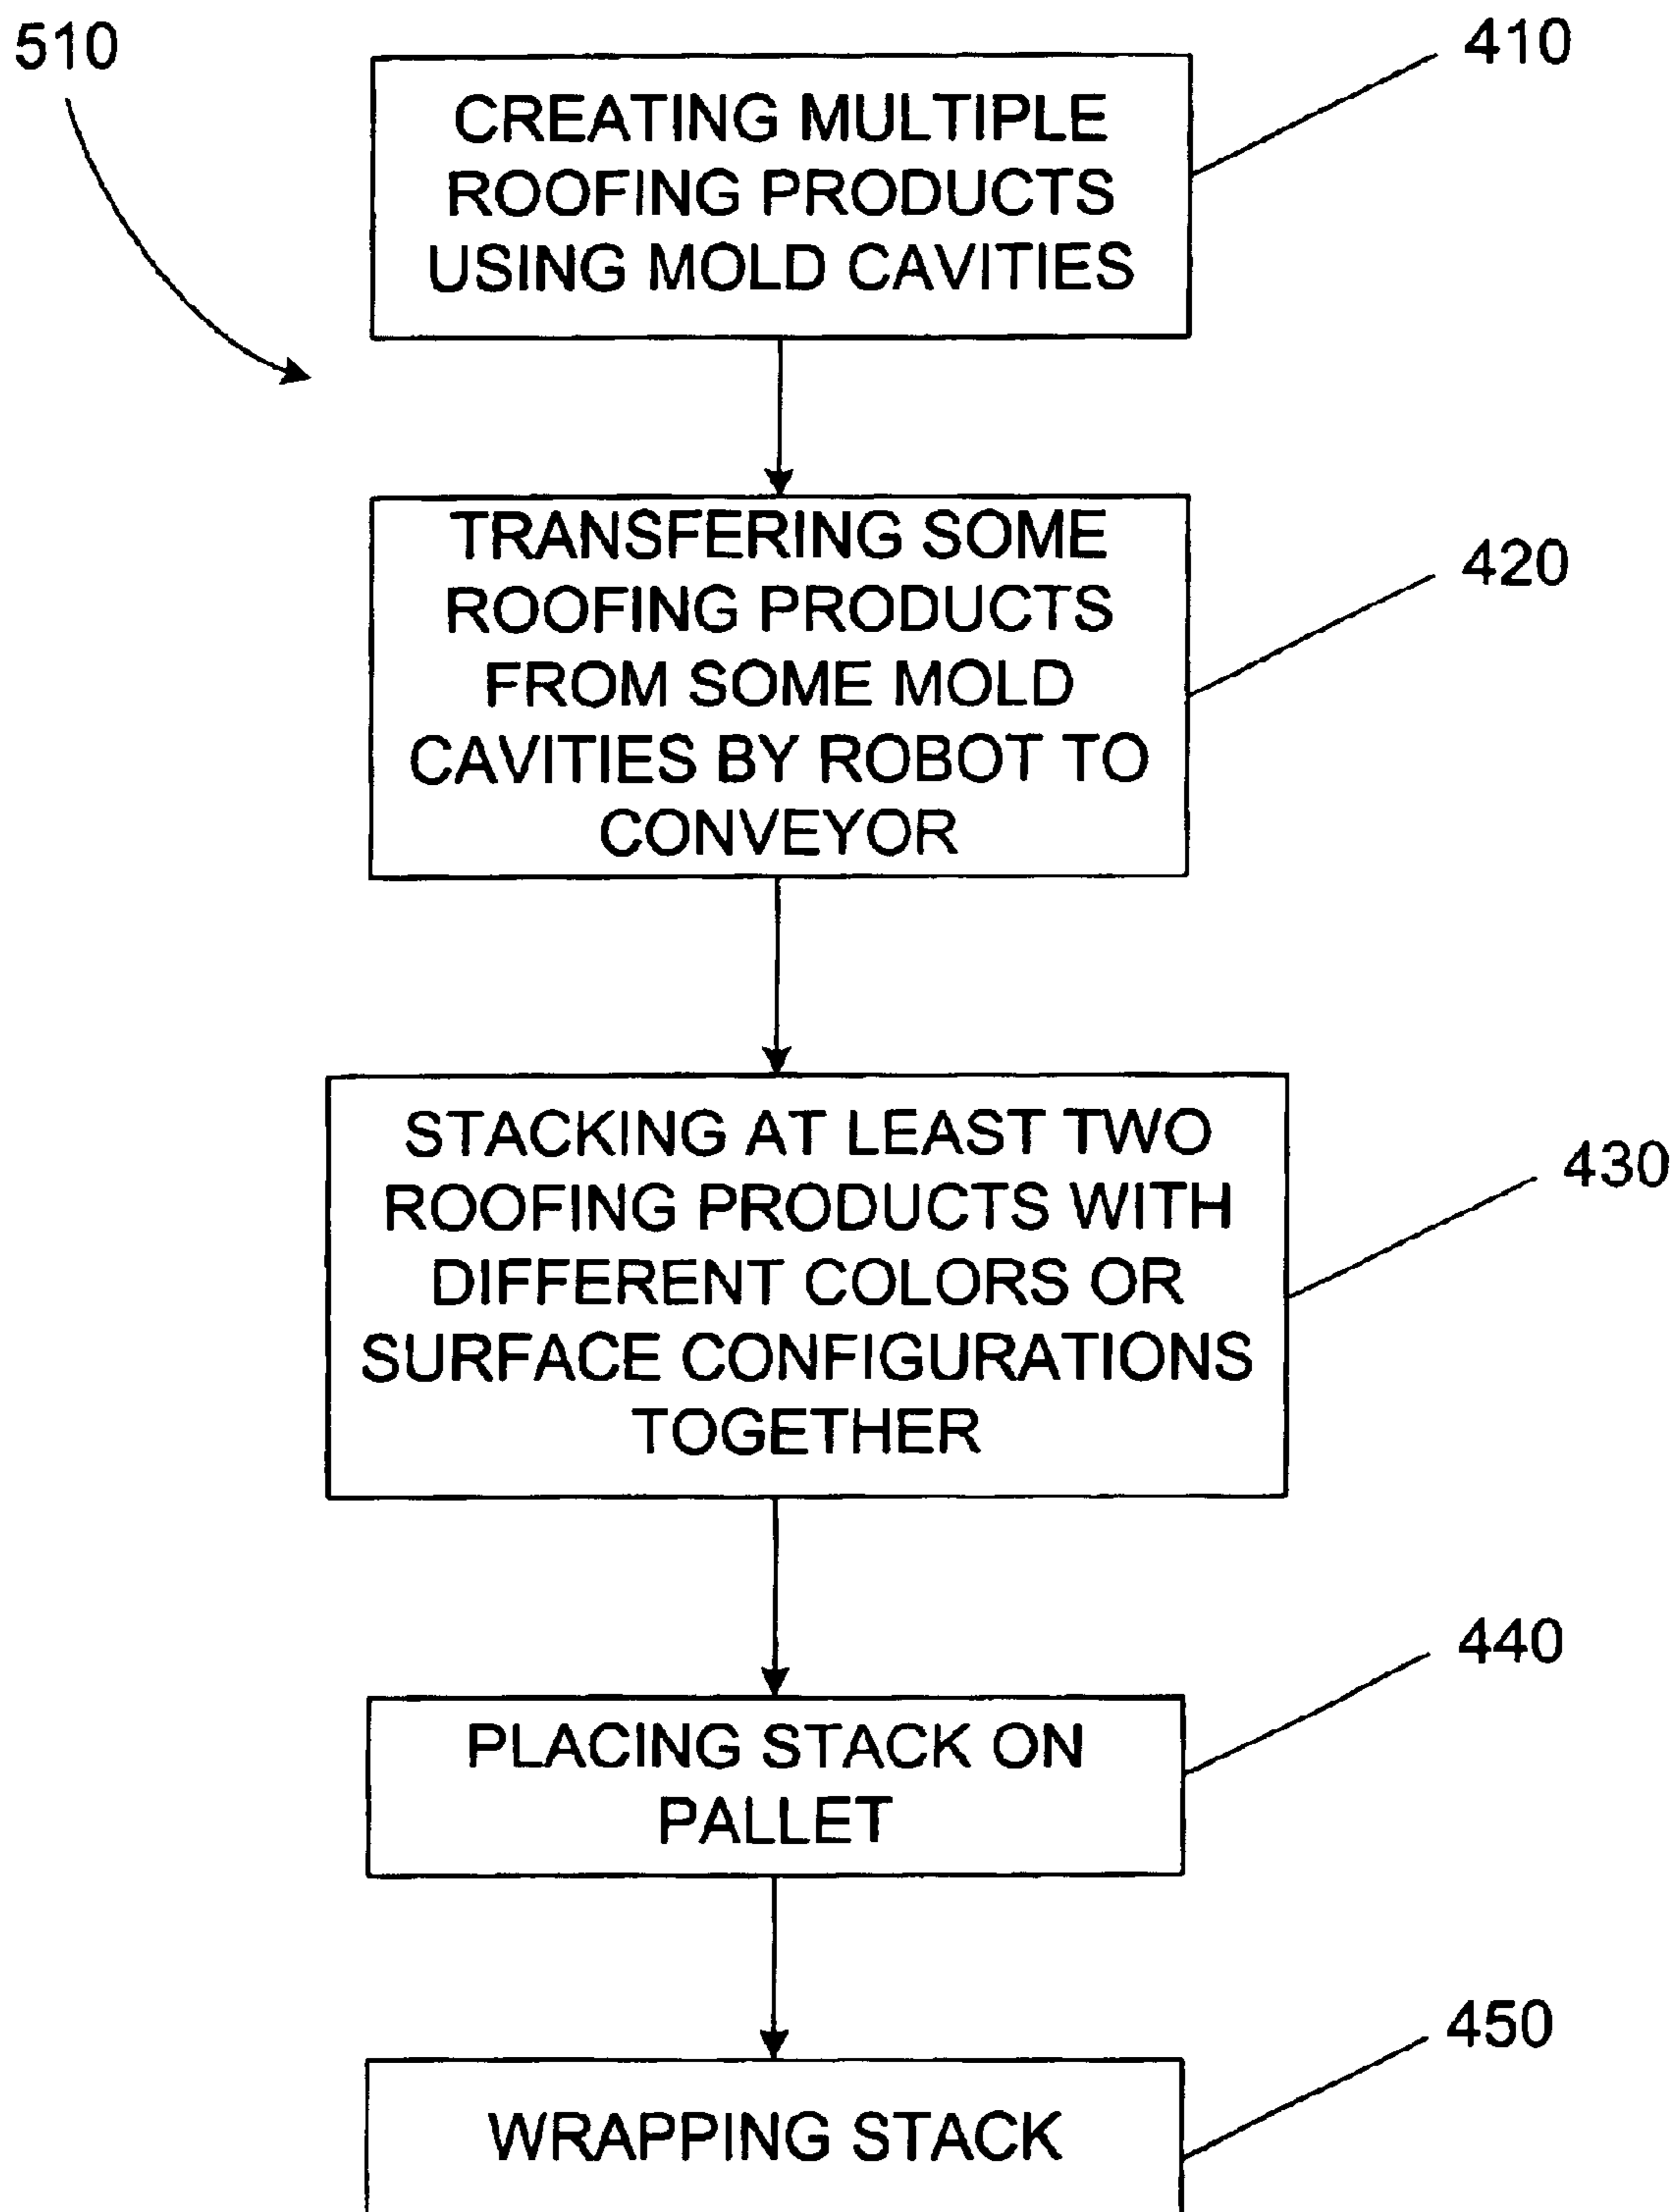 510
410
CREATING MULTIPLE
ROOFING PRODUCTS
USING MOLD CAVITIES
420
TRANSFERING SOME
ROOFING PRODUCTS
FROM SOME MOLD
CAVITIES BY ROBOT TO
CONVEYOR
430
STACKING AT LEAST TWO
ROOFING PRODUCTS WITH
DIFFERENT COLORS OR
SURFACE CONFIGURATIONS
TOGETHER
440
PLACING STACK ON
PALLET
450
WRAPPING STACK